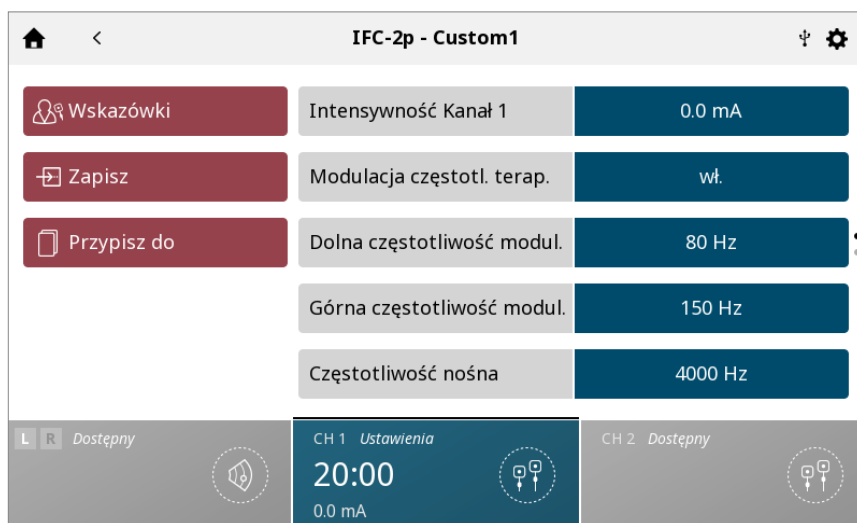 IFC-2p - Custom1
Wskazówki
Zapisz
Przypisz do
Intensywność Kanał 1 0.0 mA
Modulacja częstotl. terap. wł.
Dolna częstotliwość modul. 80 Hz
Górna częstotliwość modul. 150 Hz
Częstotliwość nośna 4000 Hz
L R Dostępny
CH 1 Ustawienia
20:00
0.0 mA
CH 2 Dostępny